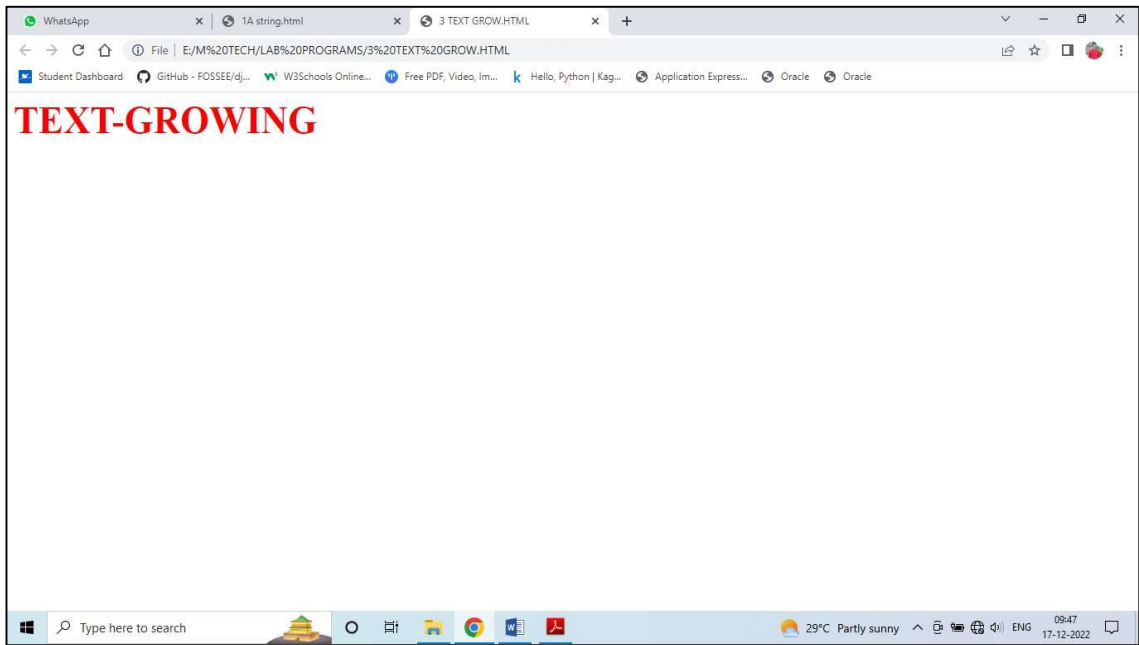 WhatsApp
1A string.html
3 TEXT GROW.HTML
File | E:/M%20TECH/LAB%20PROGRAMS/3%20TEXT%20GROW.HTML
Student Dashboard GitHub - FOSSEE/dj... W3Schools Online... Free PDF, Video, Im... Hello, Python | Kag... Application Express... Oracle Oracle
TEXT-GROWING
Type here to search
29°C Partly sunny ENG
09:47
17-12-2022